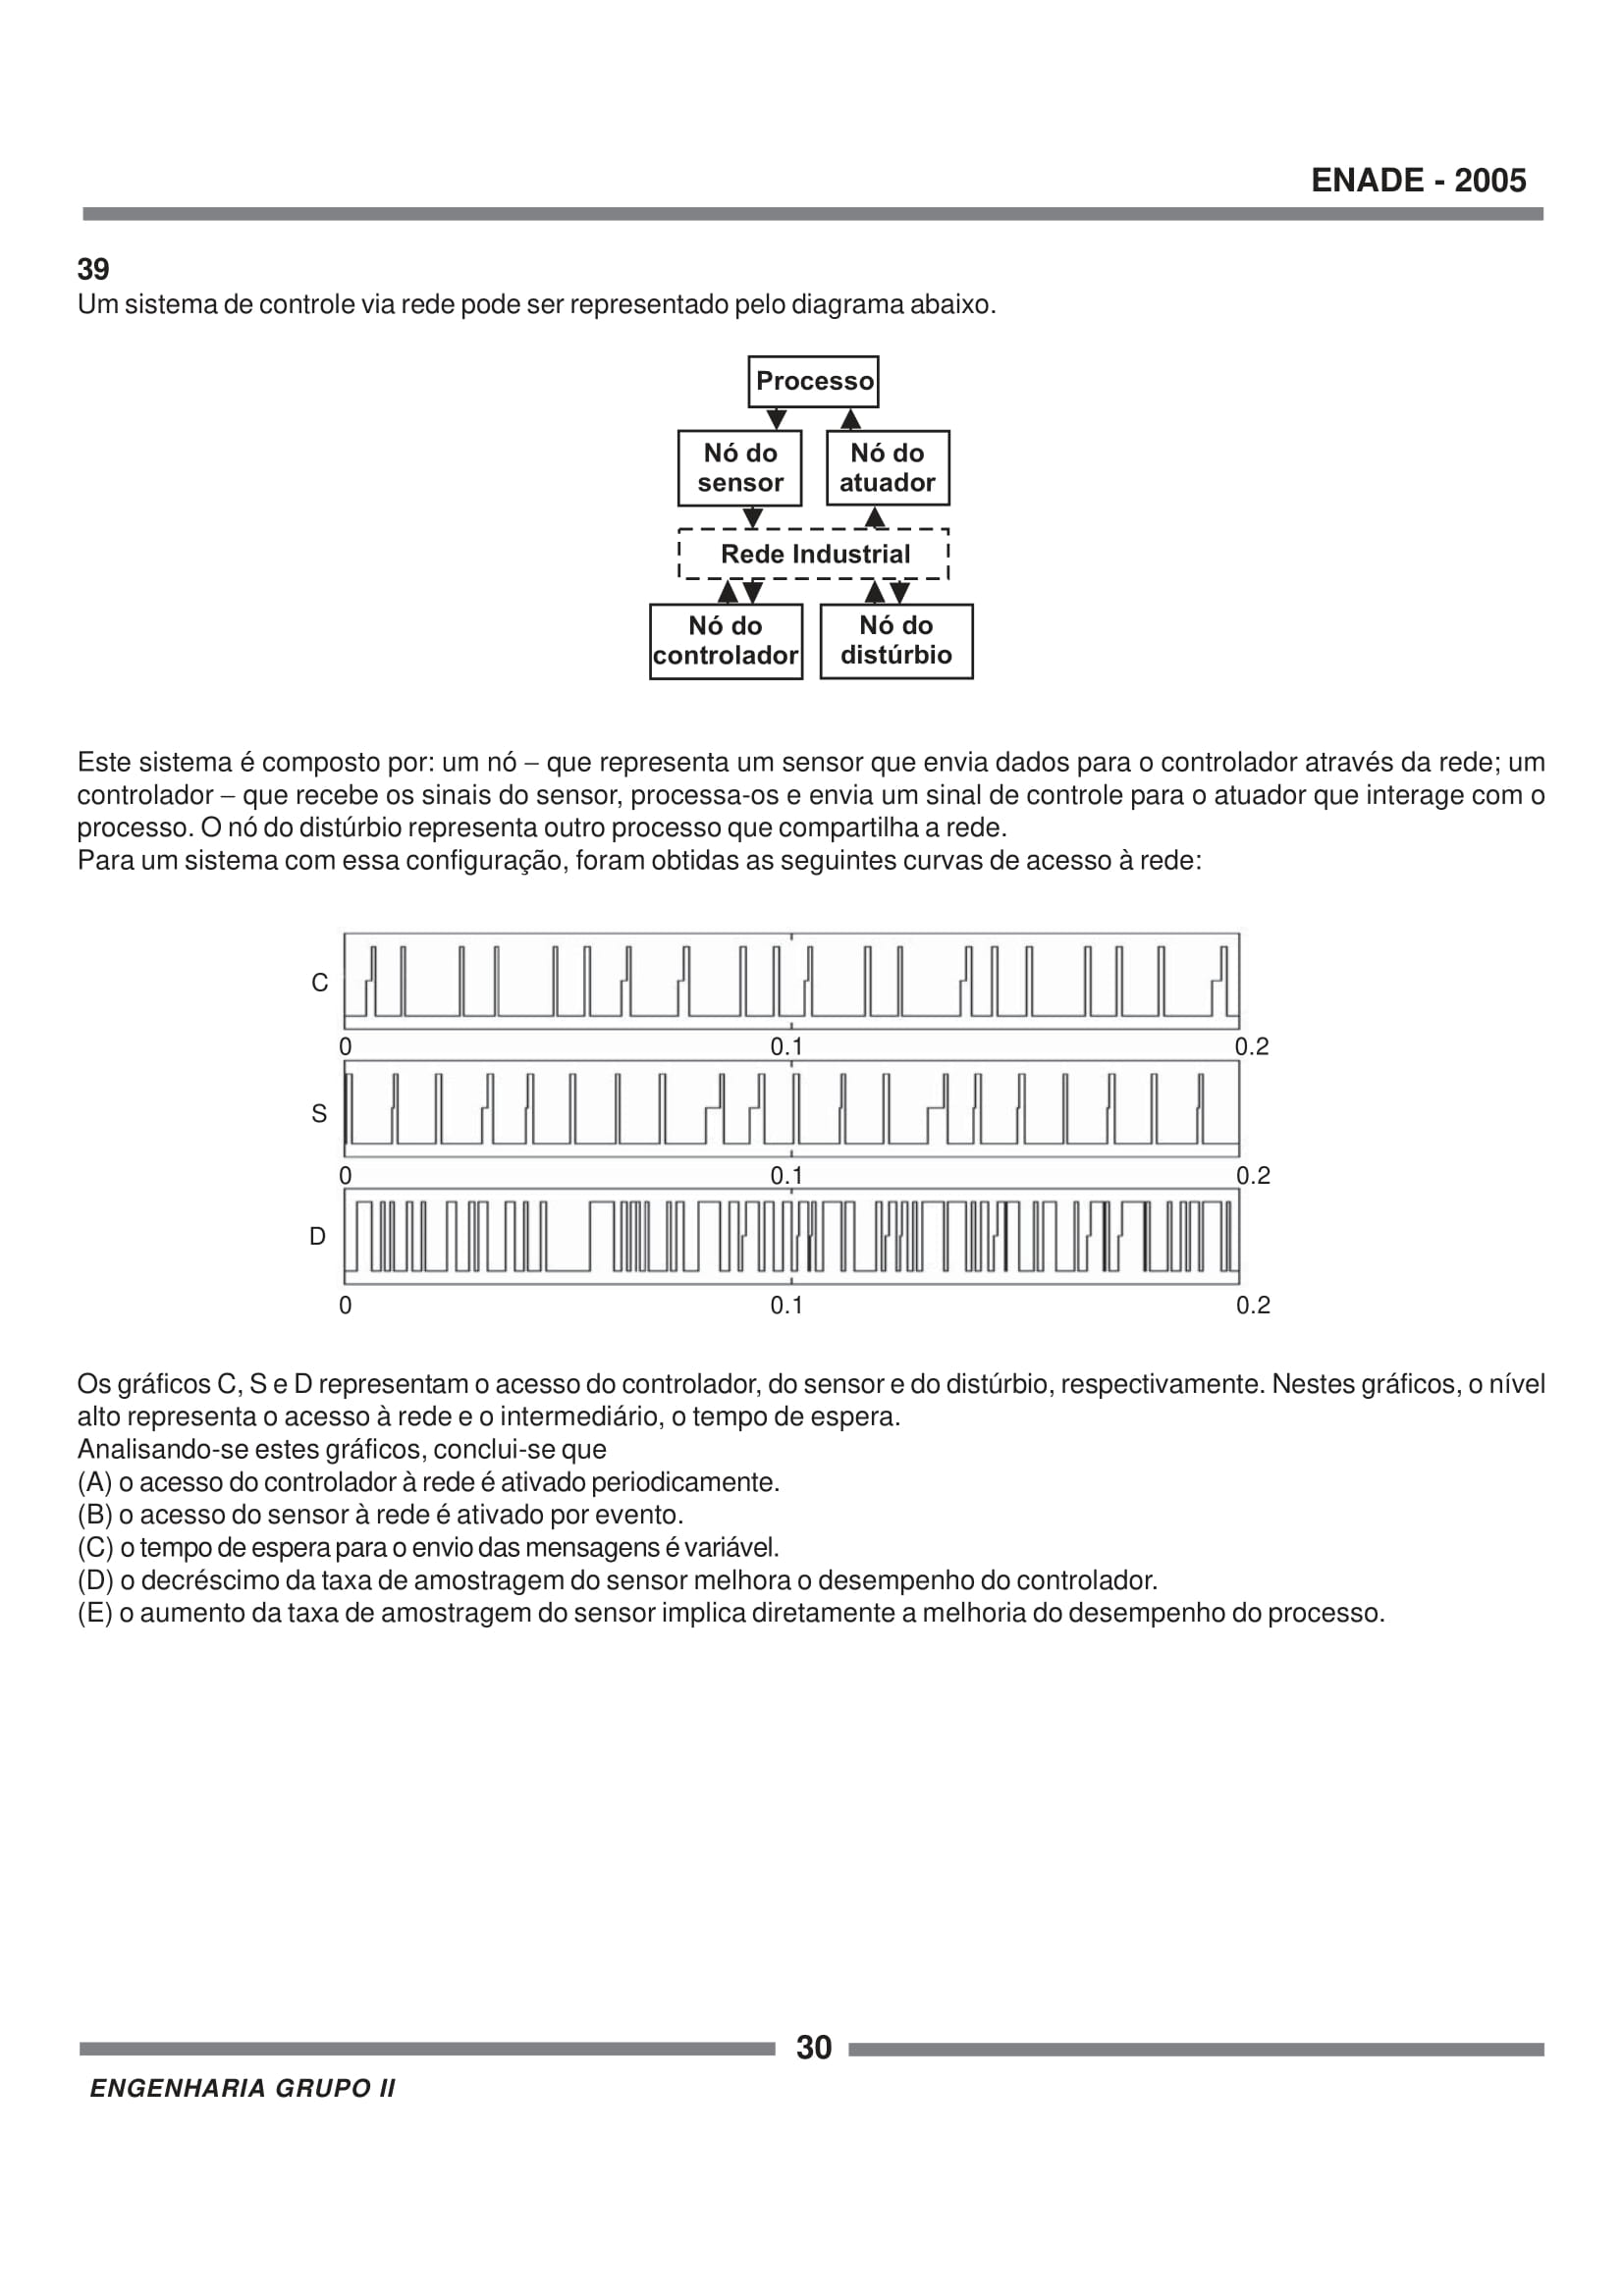 ENADE - 2005
39
Um sistema de controle via rede pode ser representado pelo diagrama abaixo.
Processo
Nó do sensor
Nó do atuador
Rede Industrial
Nó do controlador
Nó do distúrbio
Este sistema é composto por: um nó – que representa um sensor que envia dados para o controlador através da rede; um
controlador – que recebe os sinais do sensor, processa-os e envia um sinal de controle para o atuador que interage com o
processo. O nó do distúrbio representa outro processo que compartilha a rede.
Para um sistema com essa configuração, foram obtidas as seguintes curvas de acesso à rede:
C
0 0.1 0.2
S
0 0.1 0.2
D
0 0.1 0.2
Os gráficos C, S e D representam o acesso do controlador, do sensor e do distúrbio, respectivamente. Nestes gráficos, o nível
alto representa o acesso à rede e o intermediário, o tempo de espera.
Analisando-se estes gráficos, conclui-se que
(A) o acesso do controlador à rede é ativado periodicamente.
(B) o acesso do sensor à rede é ativado por evento.
(C) o tempo de espera para o envio das mensagens é variável.
(D) o decréscimo da taxa de amostragem do sensor melhora o desempenho do controlador.
(E) o aumento da taxa de amostragem do sensor implica diretamente a melhoria do desempenho do processo.
30
ENGENHARIA GRUPO II